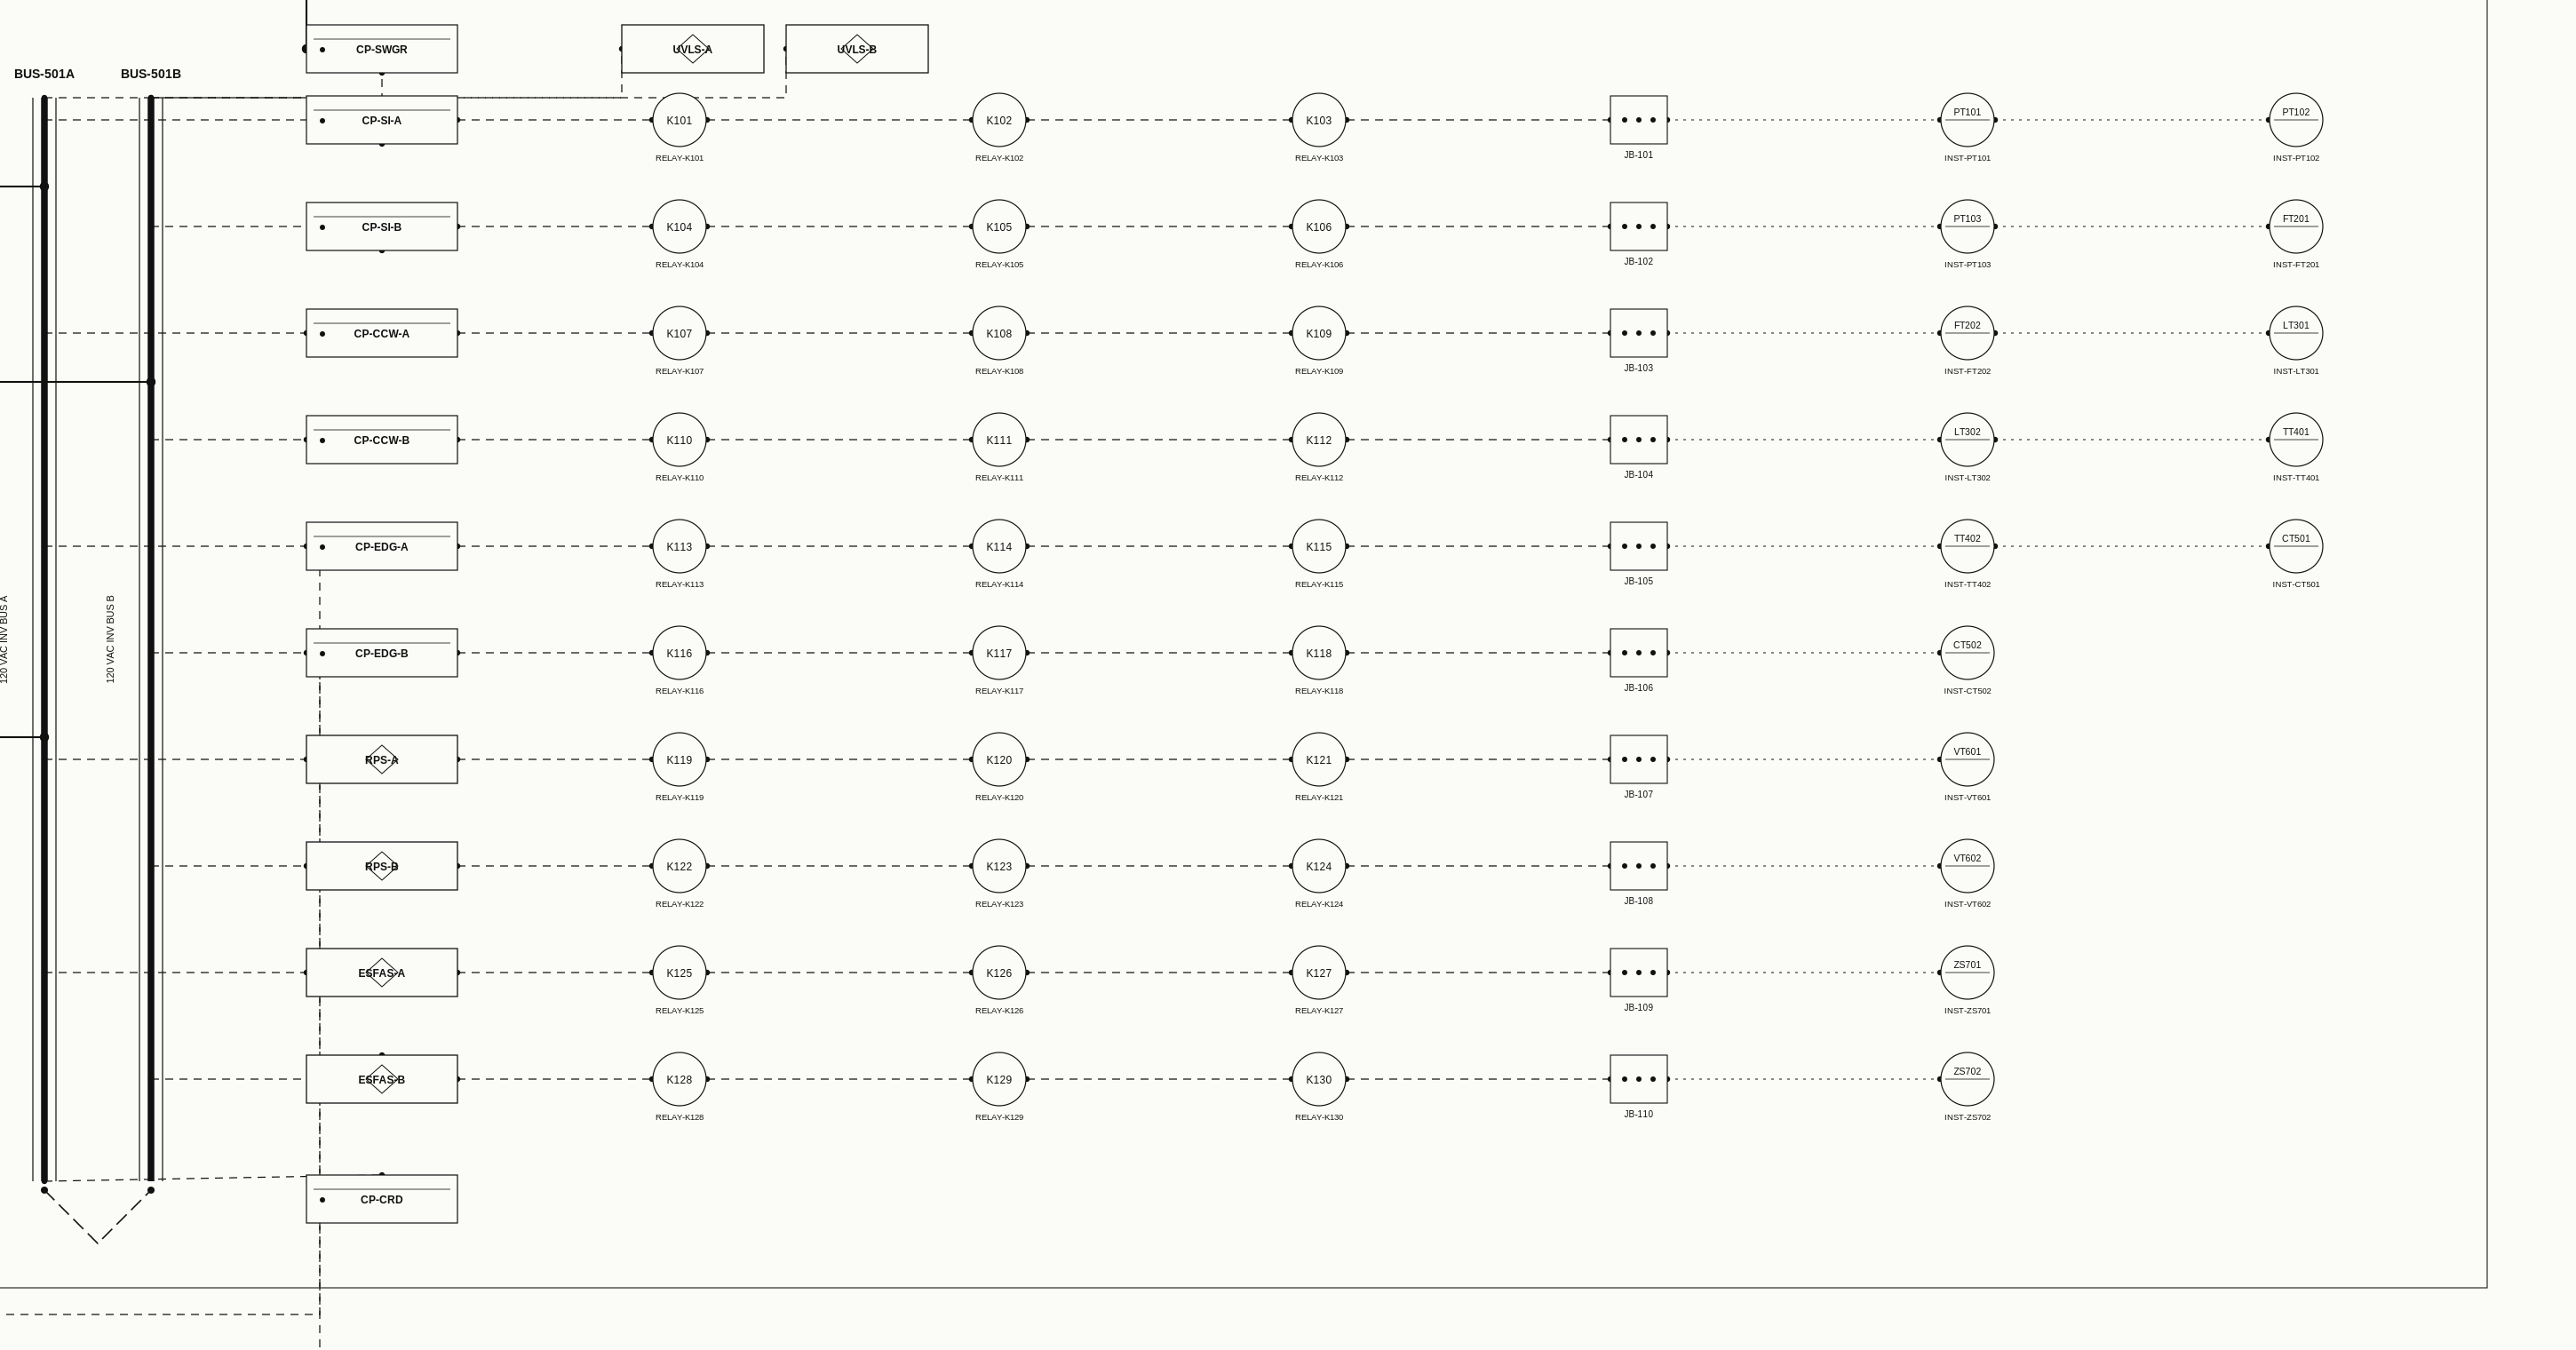 CP-SWGR
UVLS-A
UVLS-B
BUS-501A
BUS-501B
CP-SI-A
K101
K102
K103
PT101
PT102
RELAY-K101
RELAY-K102
RELAY-K103
JB-101
INST-PT101
INST-PT102
CP-SI-B
K104
K105
K106
PT103
FT201
RELAY-K104
RELAY-K105
RELAY-K106
JB-102
INST-PT103
INST-FT201
CP-CCW-A
K107
K108
K109
FT202
LT301
RELAY-K107
RELAY-K108
RELAY-K109
JB-103
INST-FT202
INST-LT301
CP-CCW-B
K110
K111
K112
LT302
TT401
RELAY-K110
RELAY-K111
RELAY-K112
JB-104
INST-LT302
INST-TT401
CP-EDG-A
K113
K114
K115
TT402
CT501
RELAY-K113
RELAY-K114
RELAY-K115
JB-105
INST-TT402
INST-CT501
120 VAC INV BUS A
120 VAC INV BUS B
CP-EDG-B
K116
K117
K118
CT502
RELAY-K116
RELAY-K117
RELAY-K118
JB-106
INST-CT502
RPS-A
K119
K120
K121
VT601
RELAY-K119
RELAY-K120
RELAY-K121
JB-107
INST-VT601
RPS-B
K122
K123
K124
VT602
RELAY-K122
RELAY-K123
RELAY-K124
JB-108
INST-VT602
ESFAS-A
K125
K126
K127
ZS701
RELAY-K125
RELAY-K126
RELAY-K127
JB-109
INST-ZS701
ESFAS-B
K128
K129
K130
ZS702
RELAY-K128
RELAY-K129
RELAY-K130
JB-110
INST-ZS702
CP-CRD